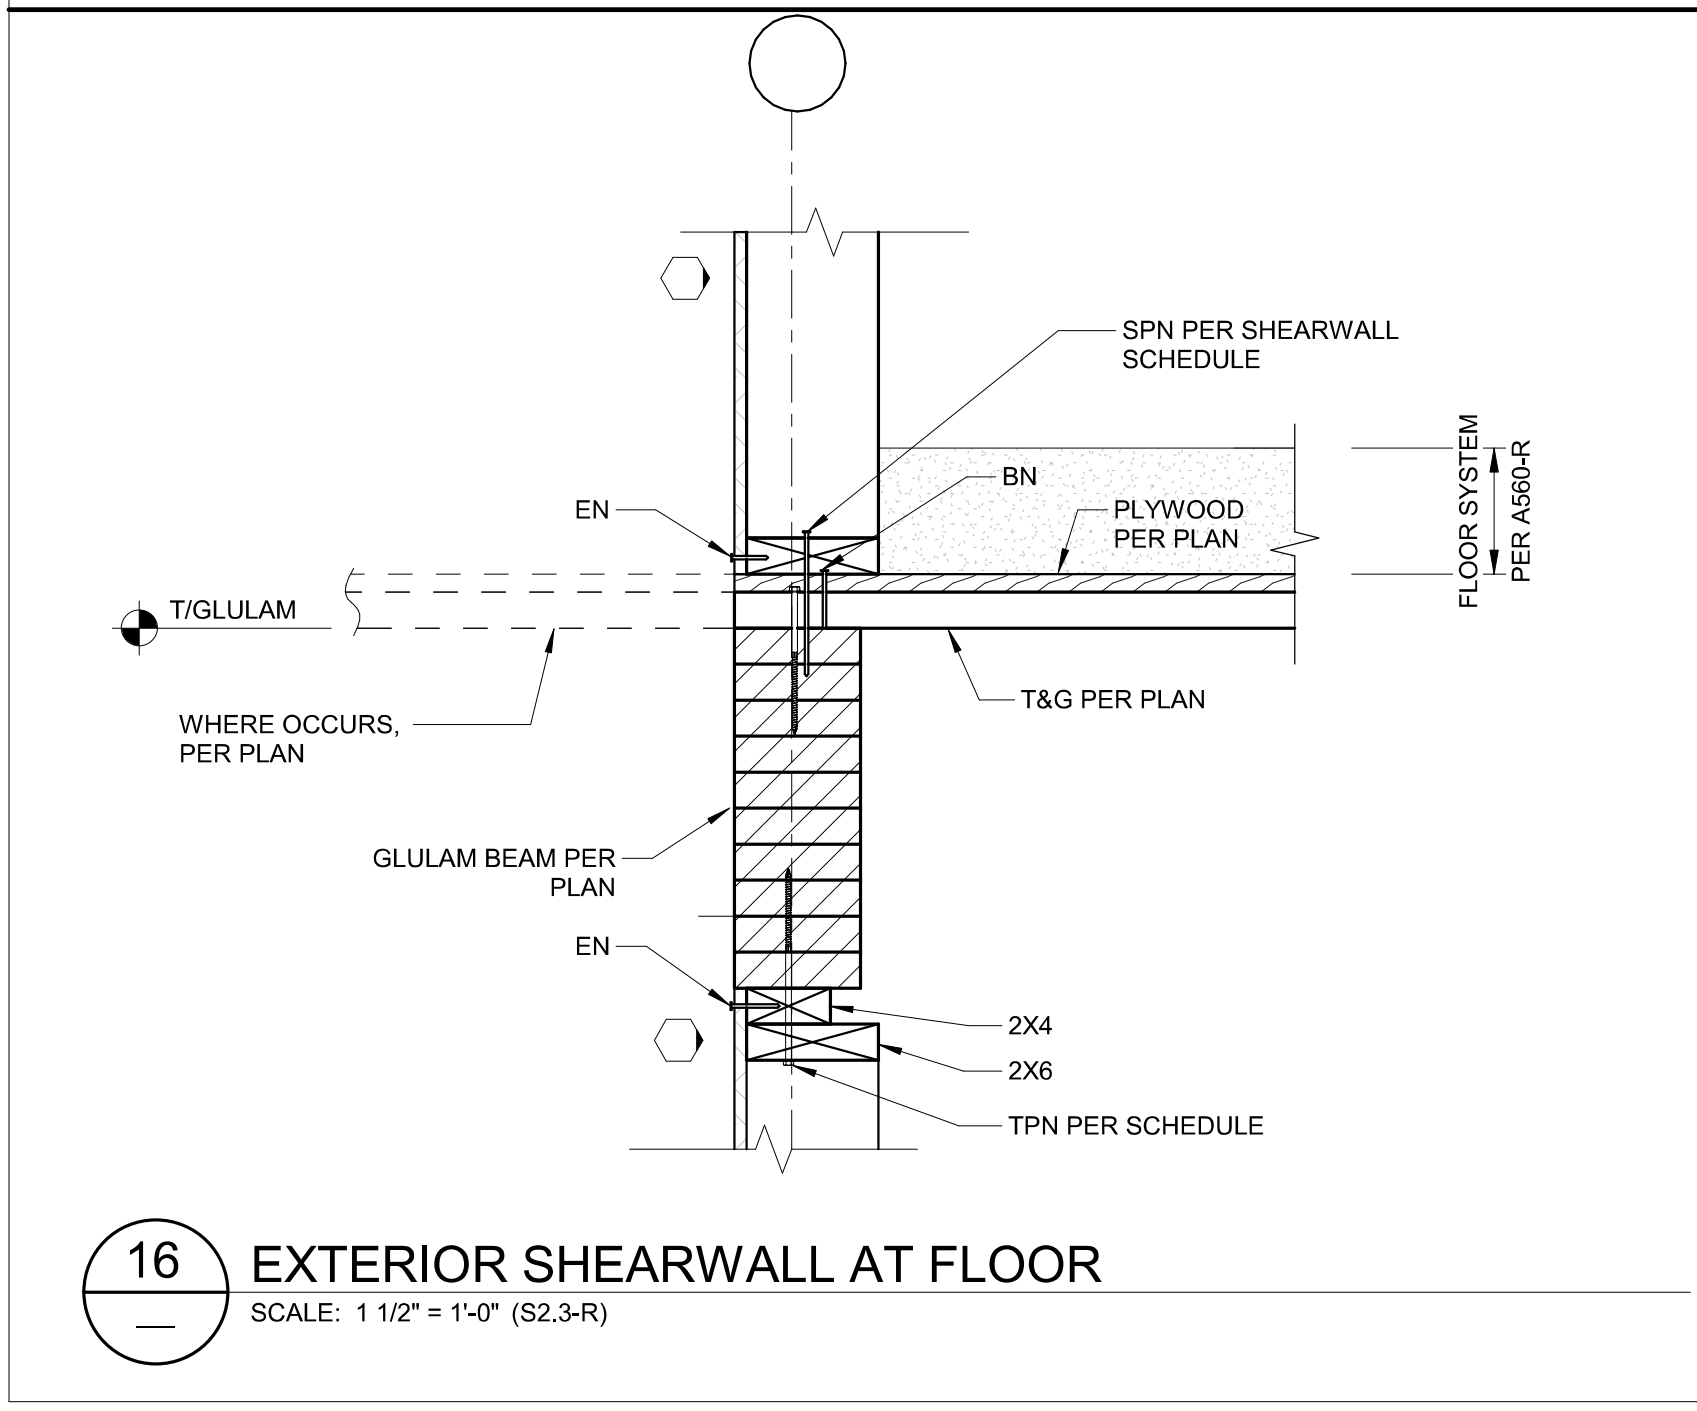 SPN PER SHEARWALL
SCHEDULE
BN
EN
PLYWOOD
PER PLAN
FLOOR SYSTEM
PER A560-R
T/GLULAM
T&G PER PLAN
WHERE OCCURS,
PER PLAN
GLULAM BEAM PER
PLAN
EN
2X4
2X6
TPN PER SCHEDULE
16
EXTERIOR SHEARWALL AT FLOOR
SCALE: 1 1/2" = 1'-0" (S2.3-R)